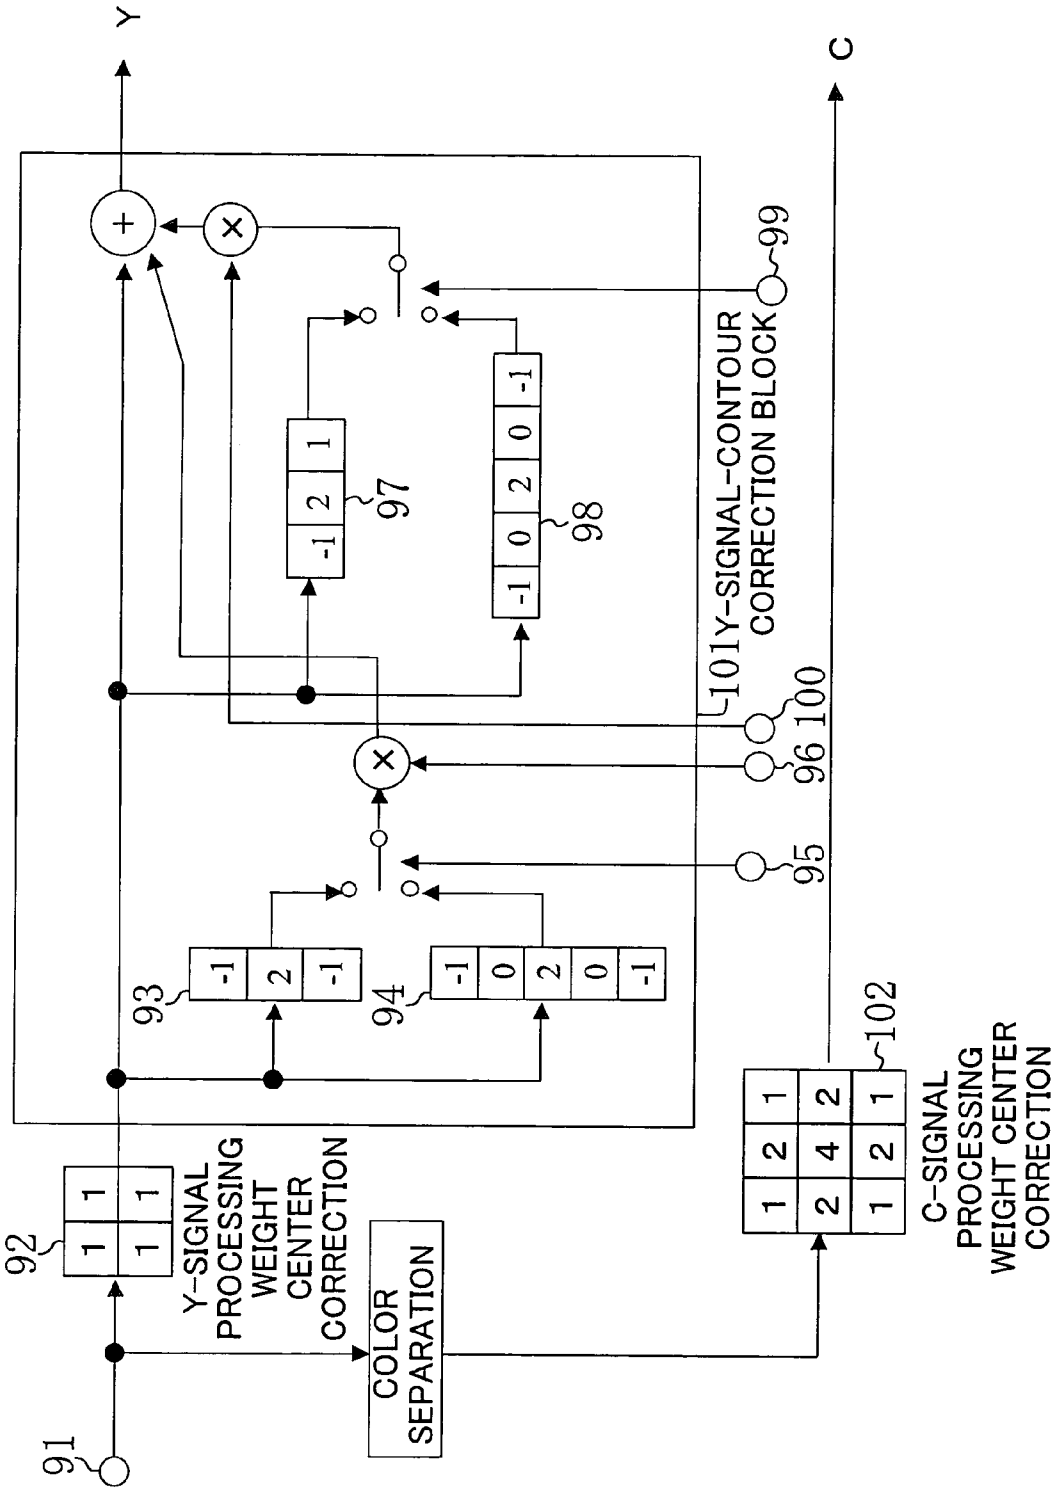 91
92
1 1
1 1
Y-SIGNAL
PROCESSING
WEIGHT
CENTER
CORRECTION
COLOR
SEPARATION
93
-1
2
-1
94
-1
0
2
0
-1
×
+
×
Y
-1 2 1
97
-1 0 2 0 -1
98
101 Y-SIGNAL-CONTOUR
CORRECTION BLOCK
95
96
100
99
1 2 1
2 4 2
1 2 1
102
C-SIGNAL
PROCESSING
WEIGHT CENTER
CORRECTION
C